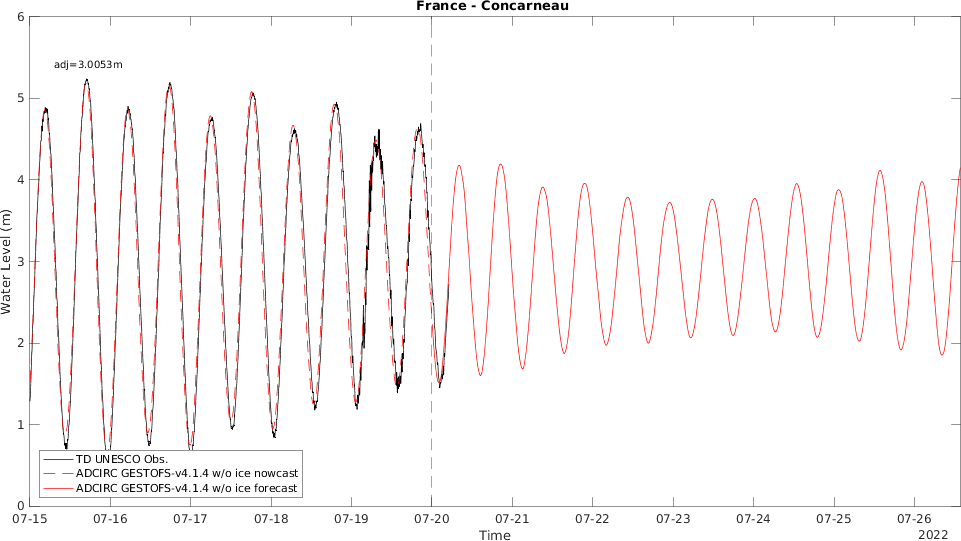 France - Concarneau
adj=3.0053m
Water Level (m)
6
5
4
3
2
1
0
TD UNESCO Obs.
ADCIRC GESTOFS-v4.1.4 w/o ice nowcast
ADCIRC GESTOFS-v4.1.4 w/o ice forecast
07-15 07-16 07-17 07-18 07-19 07-20 07-21 07-22 07-23 07-24 07-25 07-26
Time
2022